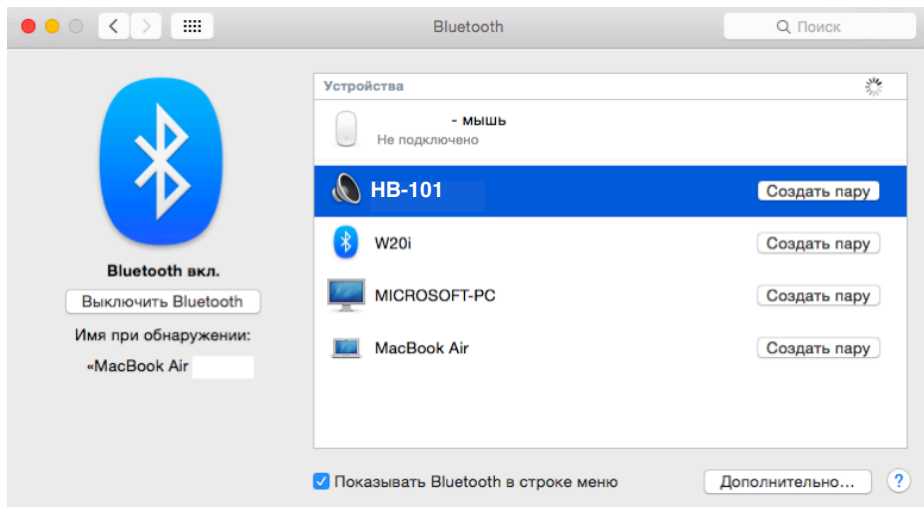 Bluetooth
Поиск
Устройства
- мышь
Не подключено
HB-101
Создать пару
W20i
Создать пару
MICROSOFT-PC
Создать пару
MacBook Air
Создать пару
Bluetooth вкл.
Выключить Bluetooth
Имя при обнаружении:
«MacBook Air
Показывать Bluetooth в строке меню
Дополнительно...
?